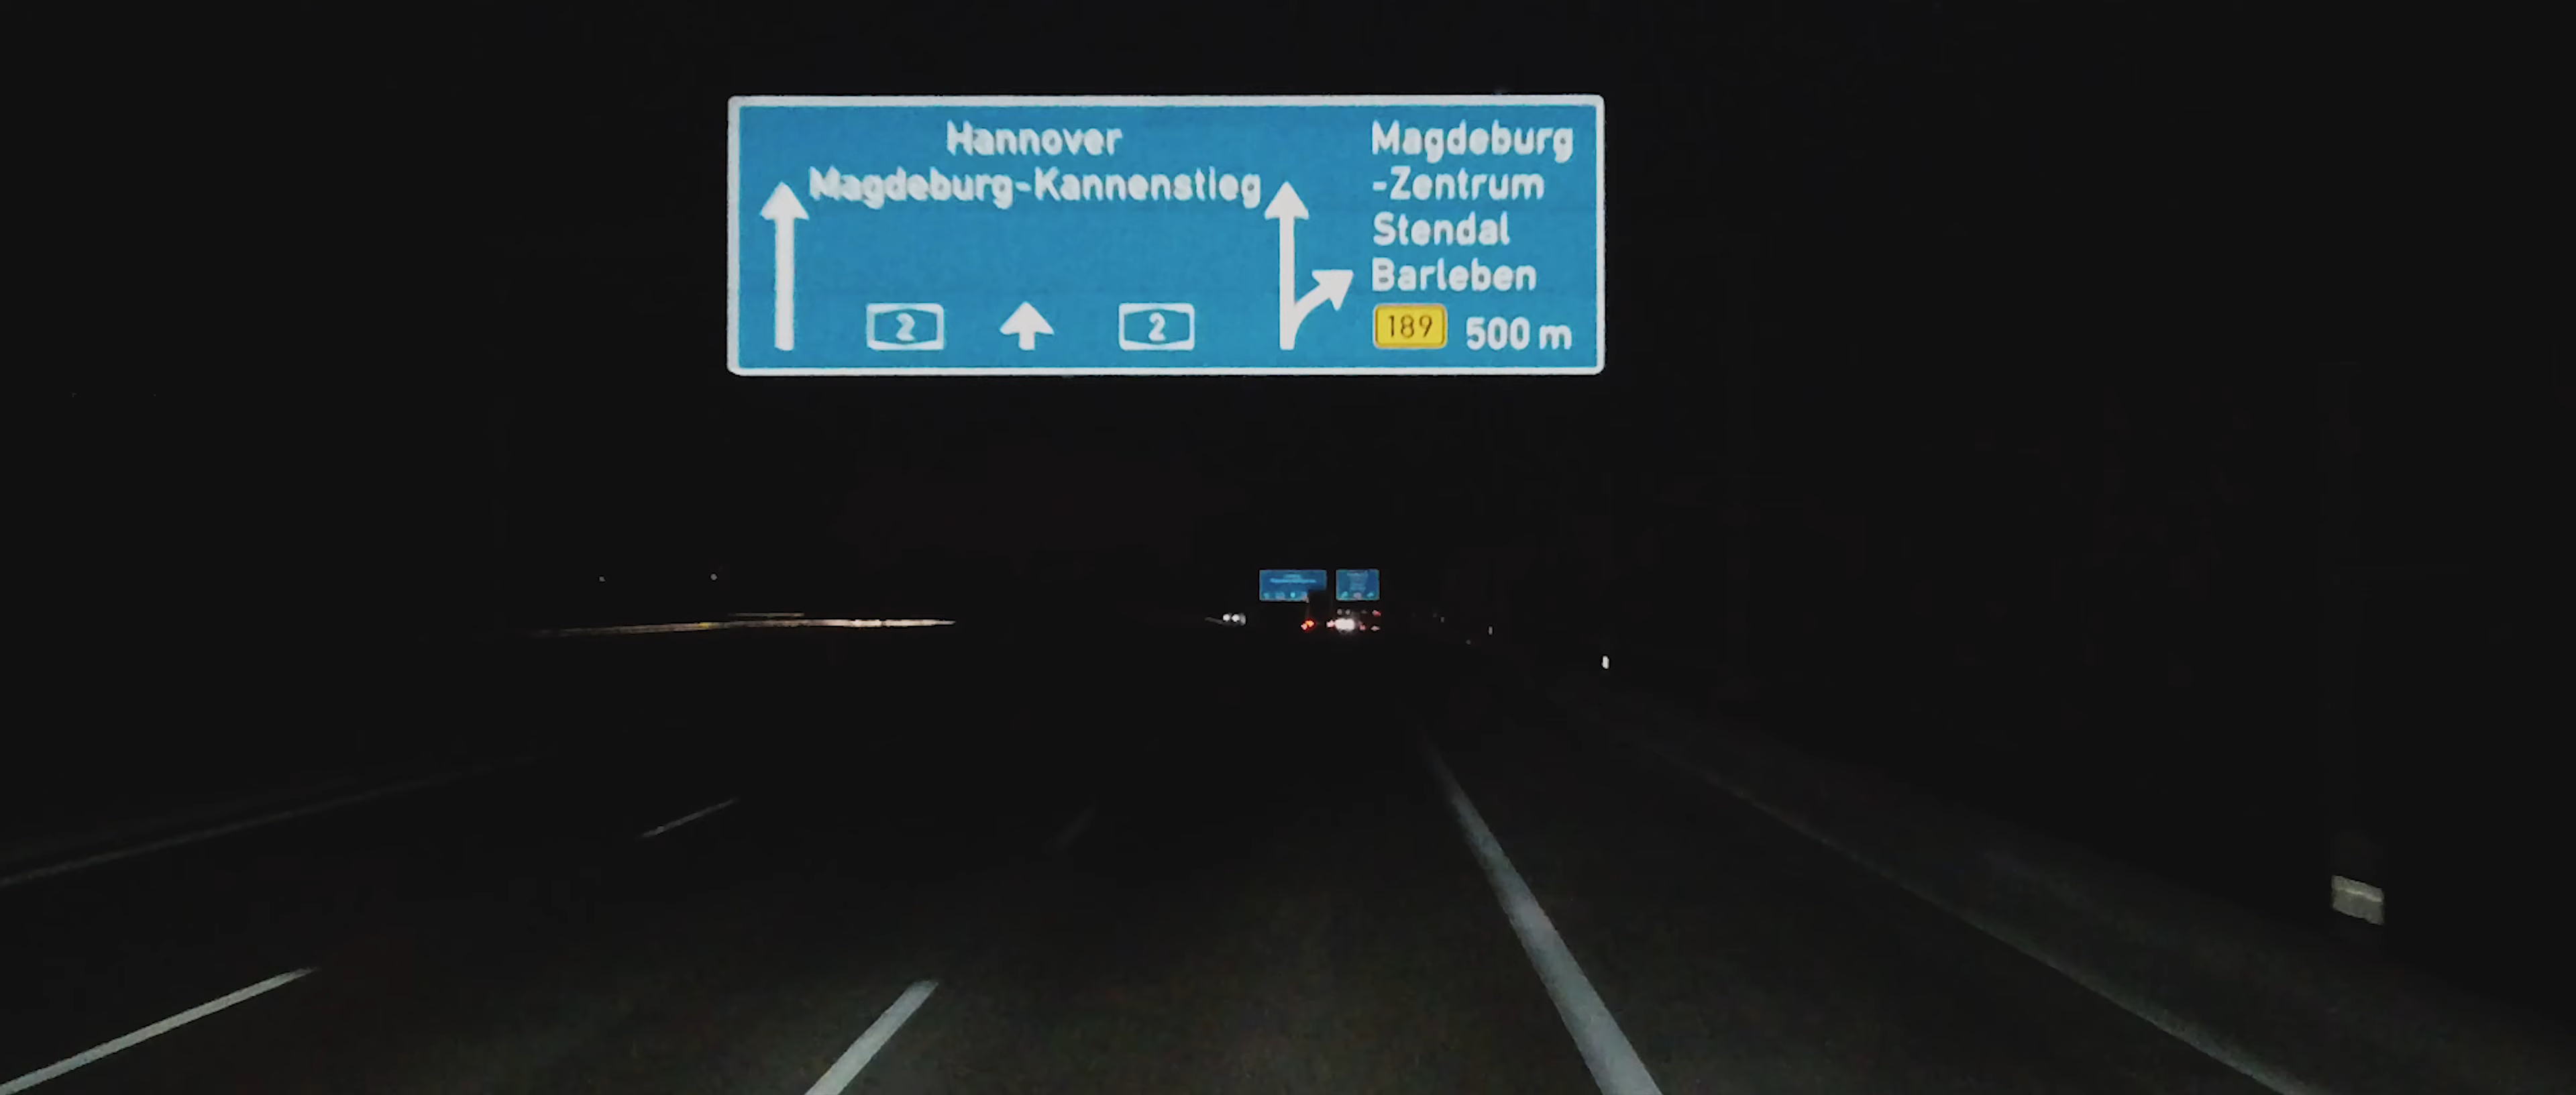 Hannover
Magdeburg-Kannenstieg
2
2
Magdeburg
-Zentrum
Stendal
Barleben
189 500 m